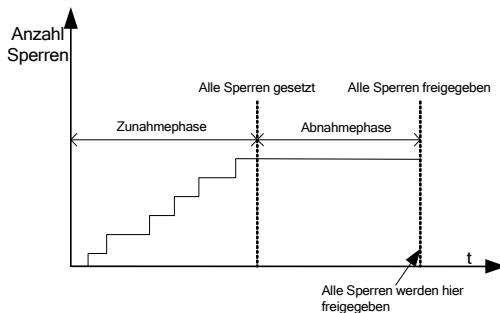 Anzahl
Sperren
Alle Sperren gesetzt
Alle Sperren freigegeben
Zunahmephase
Abnahmephase
t
Alle Sperren werden hier
freigegeben